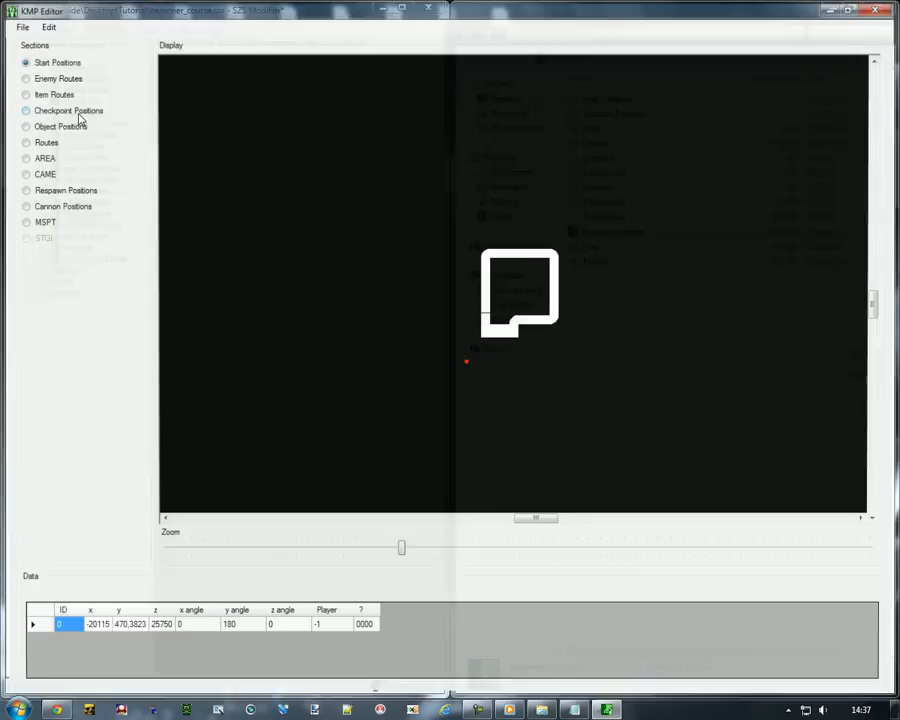 KMP Editor
File Edit
Sections
Display
Start Positions
Enemy Routes
Item Routes
Checkpoint Positions
Object Positions
Routes
AREA
CAME
Respawn Positions
Cannon Positions
MSPT
STGI
Zoom
Data
ID x y z x angle y angle z angle Player ?
0 -20115 470,3823 25750 0 180 0 -1 0000
14:37